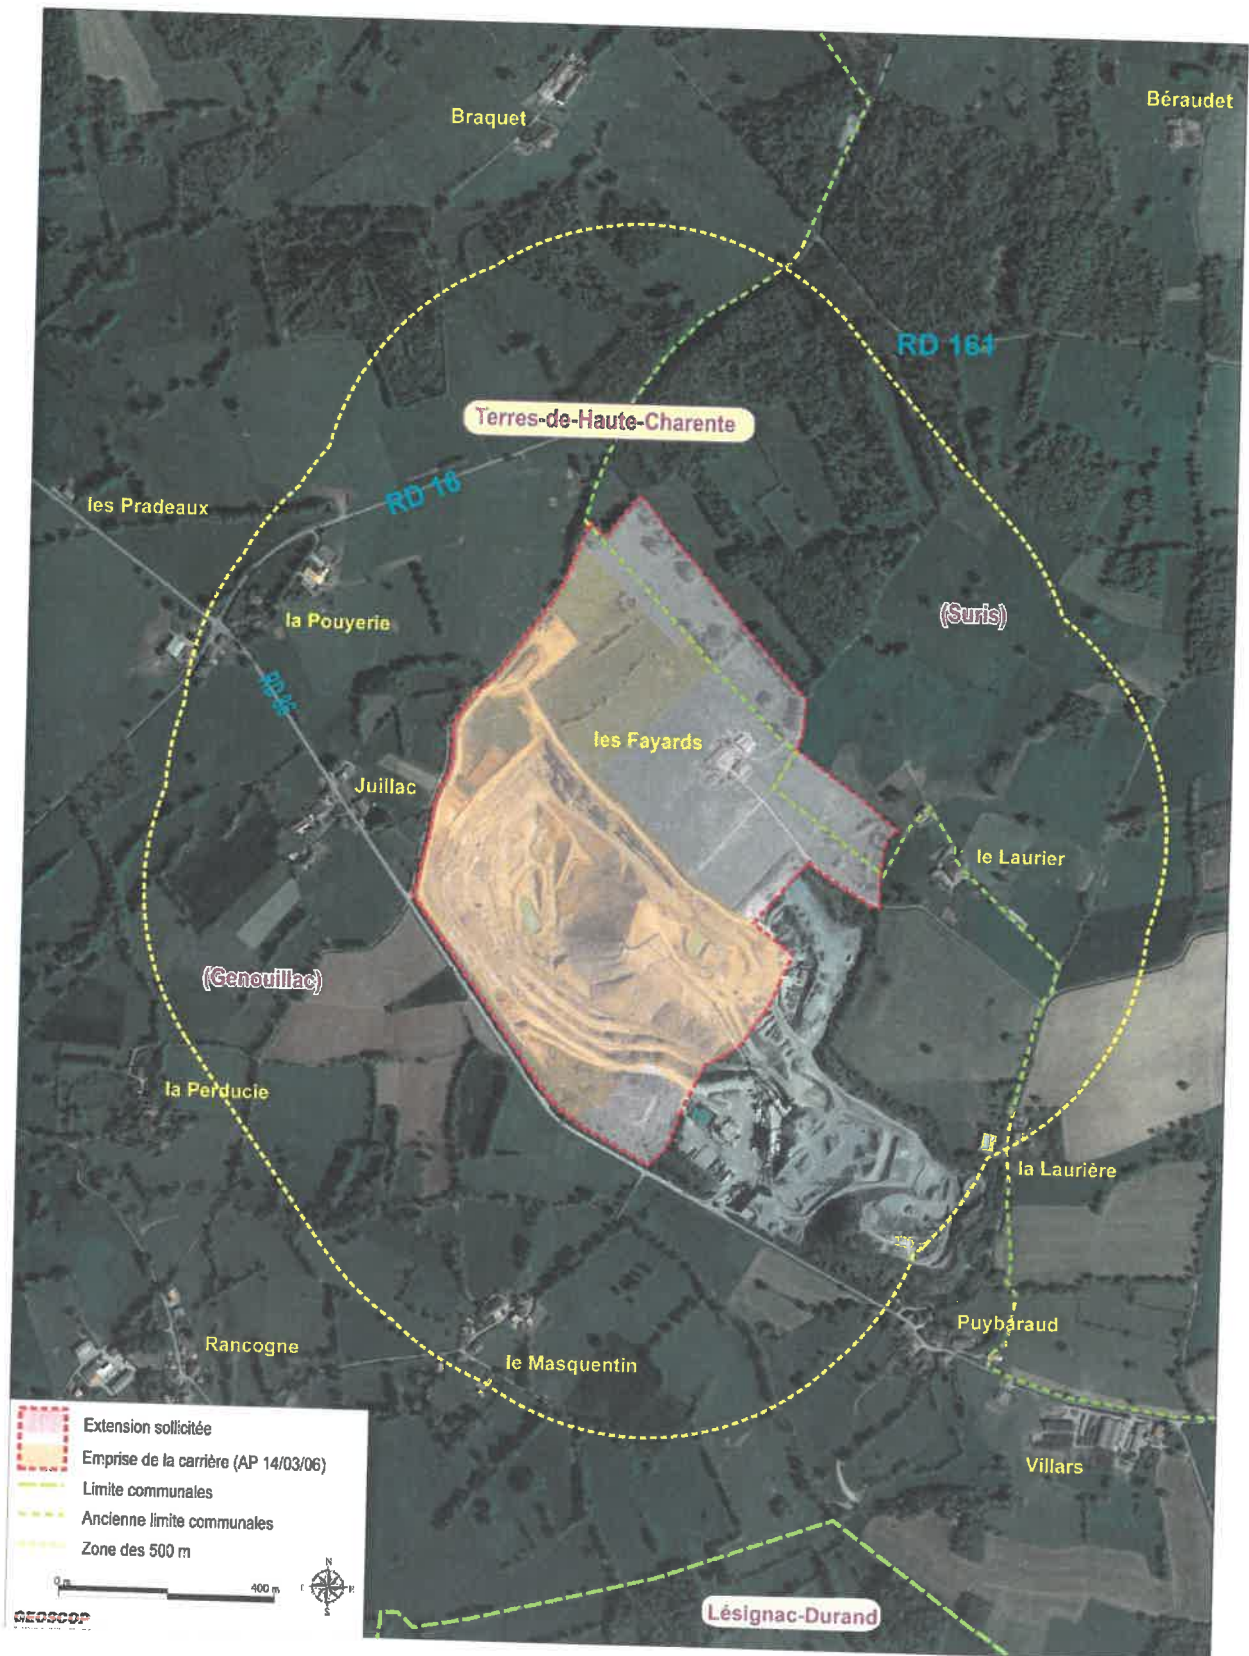 Braquet
Béraudet
RD 161
Terres-de-Haute-Charente
RD 16
les Pradeaux
(Suris)
la Pouyerie
les Fayards
Juillac
le Laurier
(Genouillac)
la Perducie
la Laurière
Puybaraud
Rancogne
le Masquentin
Villars
Extension sollicitée
Emprise de la carrière (AP 14/03/06)
Limite communales
Ancienne limite communales
Zone des 500 m
0 m
400 m
N
S
GEOSCOP
Lésignac-Durand